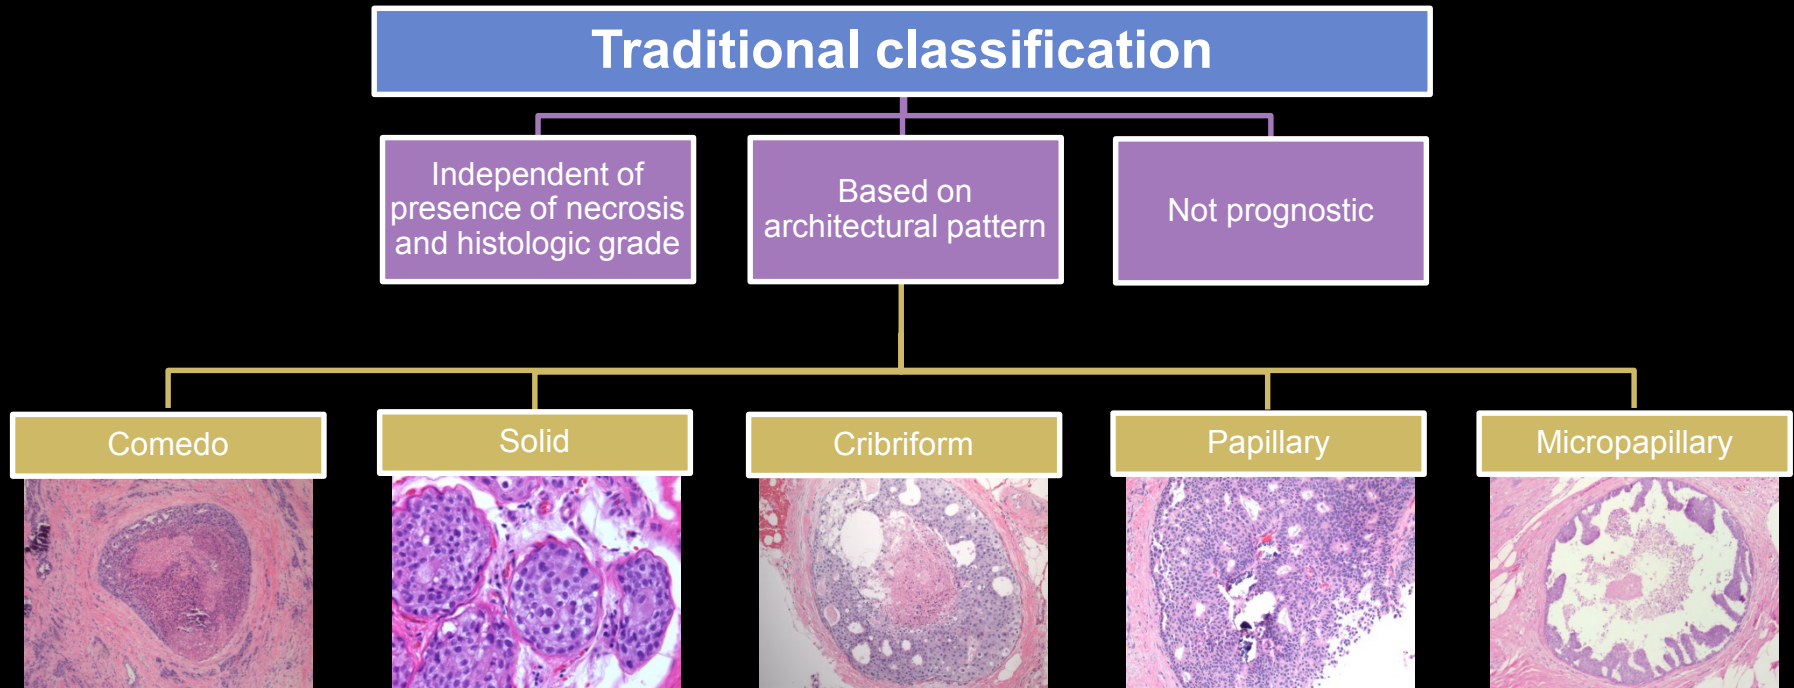 Traditional classification
Independent of
presence of necrosis
and histologic grade
Based on
architectural pattern
Not prognostic
Comedo
Solid
Cribriform
Papillary
Micropapillary